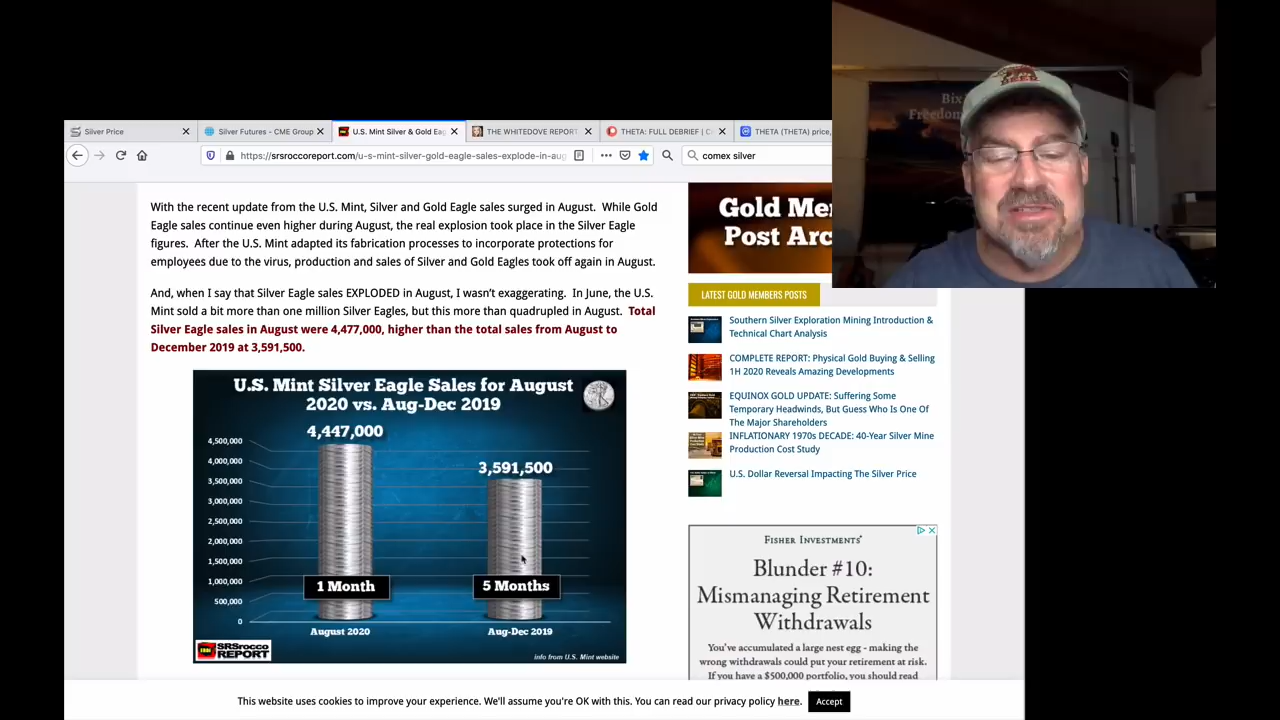 Bix
Freedom
Silver Price
Silver Futures - CME Group
U.S. Mint Silver & Gold Eag
THE WHITEDOVE REPORT
THETA: FULL DEBRIEF | C
THETA (THETA) price,
https://srsroccoreport.com/u-s-mint-silver-gold-eagle-sales-explode-in-aug
comex silver
With the recent update from the U.S. Mint, Silver and Gold Eagle sales surged in August. While Gold
Eagle sales continue even higher during August, the real explosion took place in the Silver Eagle
figures. After the U.S. Mint adapted its fabrication processes to incorporate protections for
employees due to the virus, production and sales of Silver and Gold Eagles took off again in August.
And, when I say that Silver Eagle sales EXPLODED in August, I wasn't exaggerating. In June, the U.S.
Mint sold a bit more than one million Silver Eagles, but this more than quadrupled in August. Total
Silver Eagle sales in August were 4,477,000, higher than the total sales from August to
December 2019 at 3,591,500.
U.S. Mint Silver Eagle Sales for August
2020 vs. Aug-Dec 2019
4,447,000
3,591,500
4,500,000
4,000,000
3,500,000
3,000,000
2,500,000
2,000,000
1,500,000
1,000,000
500,000
0
1 Month
5 Months
August 2020
Aug-Dec 2019
SRSrocco
REPORT
info from U.S. Mint website
Gold Me
Post Arc
LATEST GOLD MEMBERS POSTS
Southern Silver Exploration Mining Introduction &
Technical Chart Analysis
COMPLETE REPORT: Physical Gold Buying & Selling
1H 2020 Reveals Amazing Developments
EQUINOX GOLD UPDATE: Suffering Some
Temporary Headwinds, But Guess Who Is One Of
The Major Shareholders
INFLATIONARY 1970s DECADE: 40-Year Silver Mine
Production Cost Study
U.S. Dollar Reversal Impacting The Silver Price
FISHER INVESTMENTS
Blunder #10:
Mismanaging Retirement
Withdrawals
You've accumulated a large nest egg - making the
wrong withdrawals could put your retirement at risk.
If you have a $500,000 portfolio, you should read
This website uses cookies to improve your experience. We'll assume you're OK with this. You can read our privacy policy here.
Accept